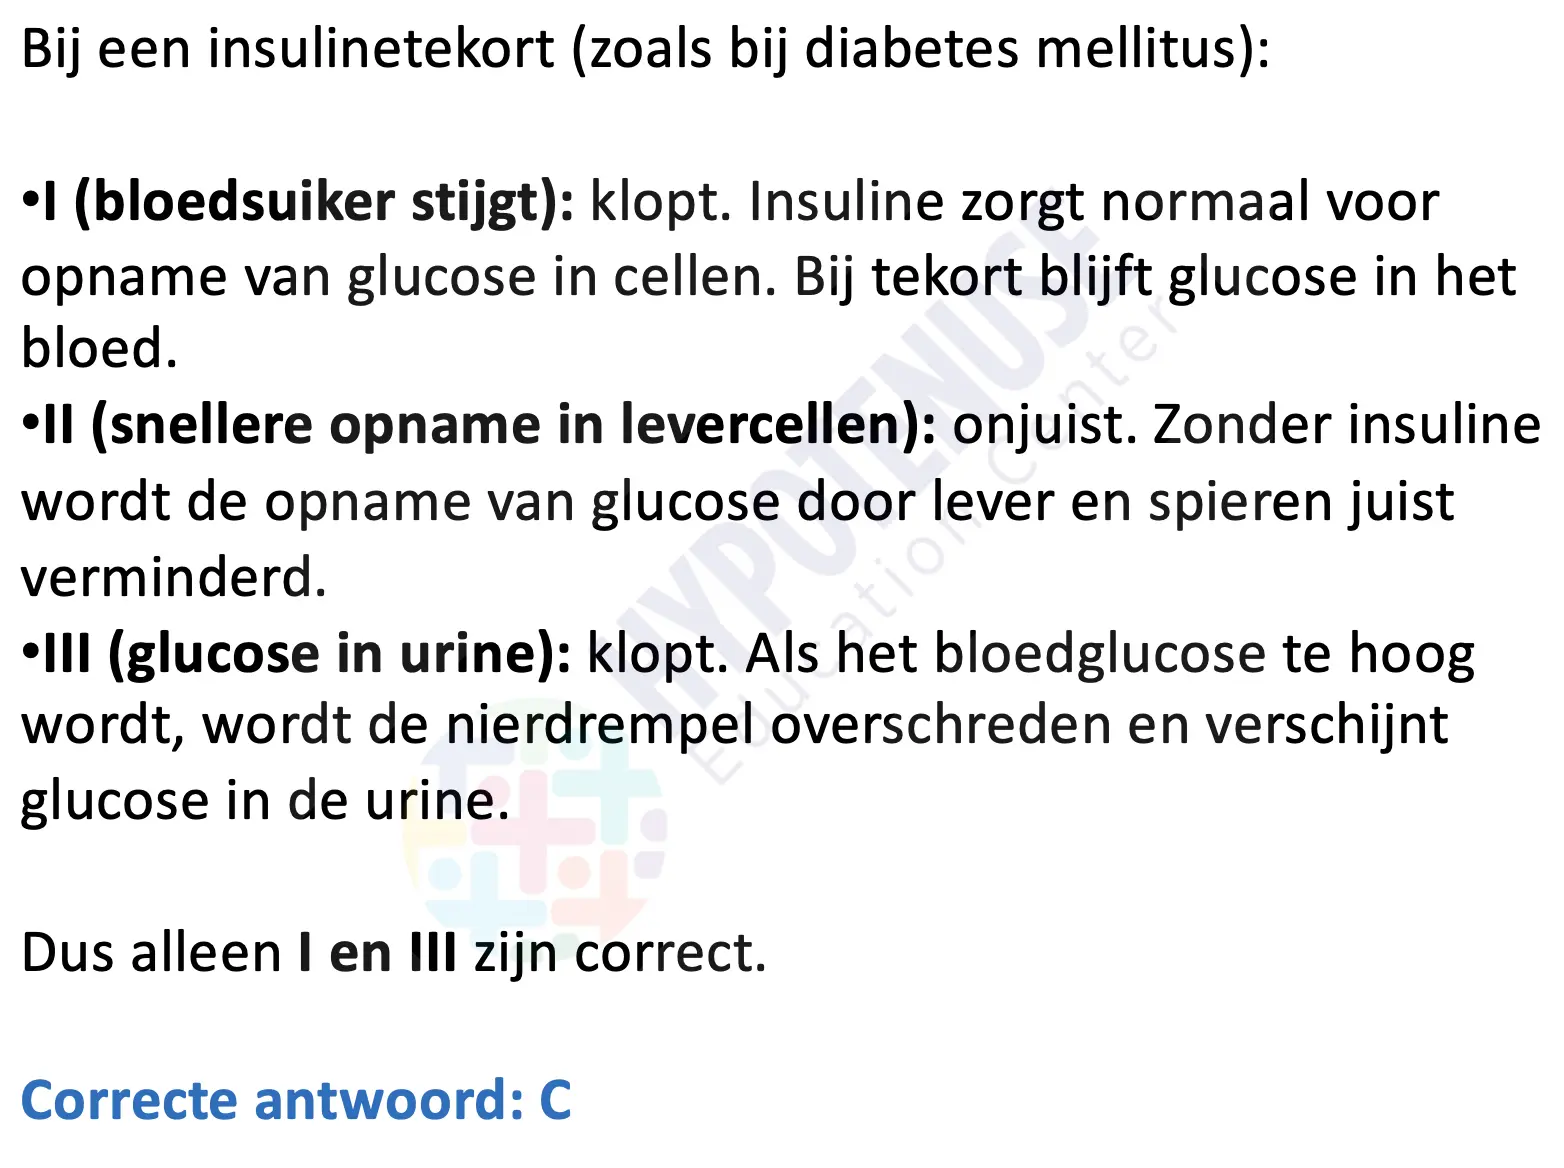 Bij een insulinetekort (zoals bij diabetes mellitus):
•I (bloedsuiker stijgt): klopt. Insuline zorgt normaal voor
opname van glucose in cellen. Bij tekort blijft glucose in het
bloed.
•II (snellere opname in levercellen): onjuist. Zonder insuline
wordt de opname van glucose door lever en spieren juist
verminderd.
•III (glucose in urine): klopt. Als het bloedglucose te hoog
wordt, wordt de nierdrempel overschreden en verschijnt
glucose in de urine.
Dus alleen I en III zijn correct.
Correcte antwoord: C
HYPOTENUSE
Education Center